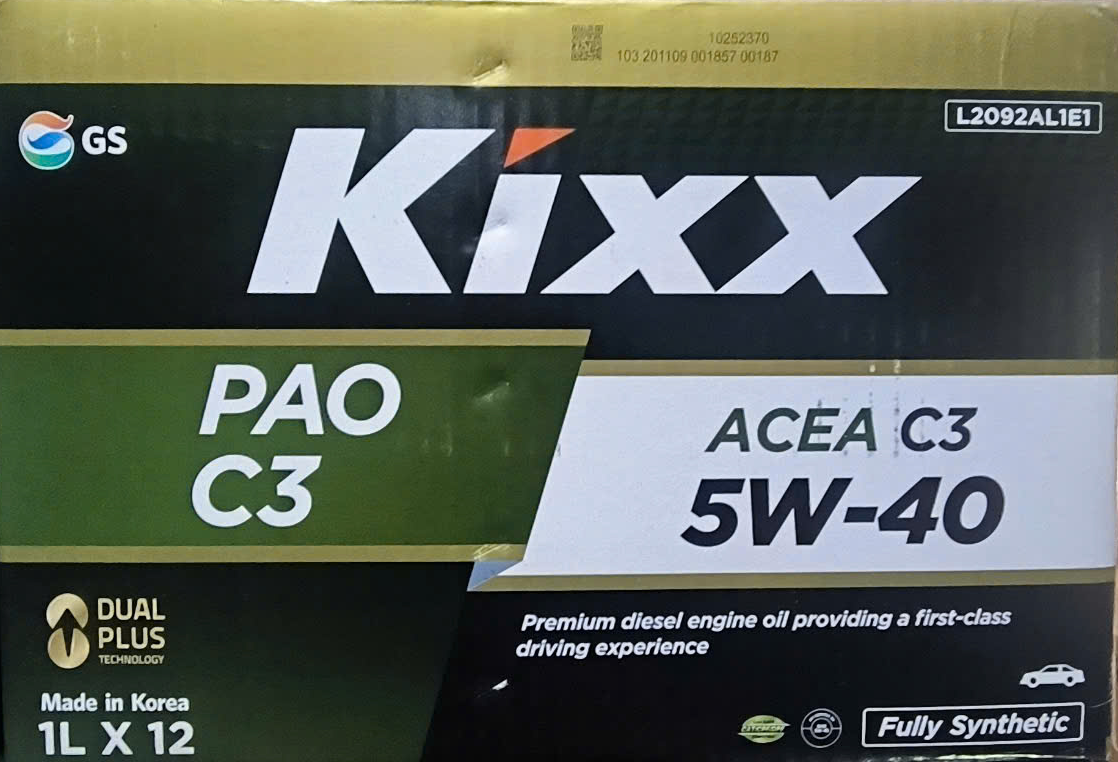 10252370
103 201109 001857 00187
GS
L2092AL1E1
Kixx
PAO
C3
ACEA C3
5W-40
DUAL
PLUS
TECHNOLOGY
Premium diesel engine oil providing a first-class
driving experience
Made in Korea
1L X 12
Fully Synthetic